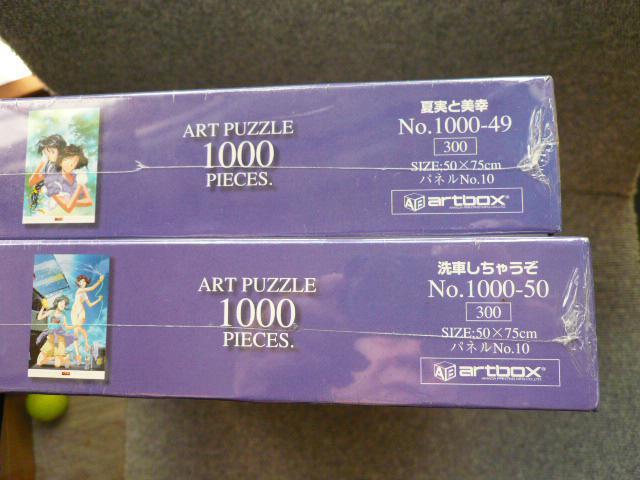 ART PUZZLE
1000
PIECES.
夏実と美幸
No.1000-49
300
SIZE;50×75cm
パネルNo.10
artbox
ART PUZZLE
1000
PIECES.
洗車しちゃうぞ
No.1000-50
300
SIZE;50×75cm
パネルNo.10
artbox